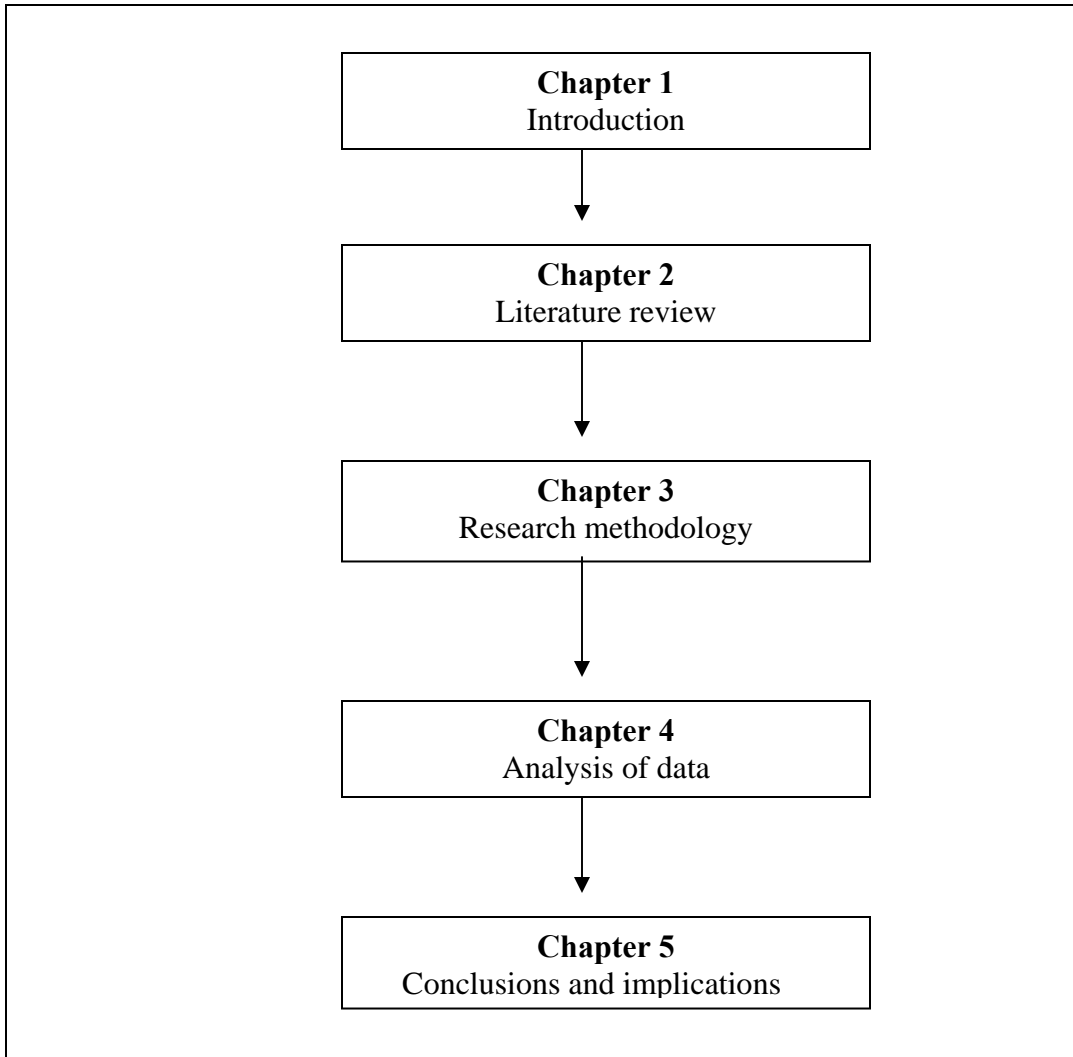 Chapter 1
Introduction
Chapter 2
Literature review
Chapter 3
Research methodology
Chapter 4
Analysis of data
Chapter 5
Conclusions and implications